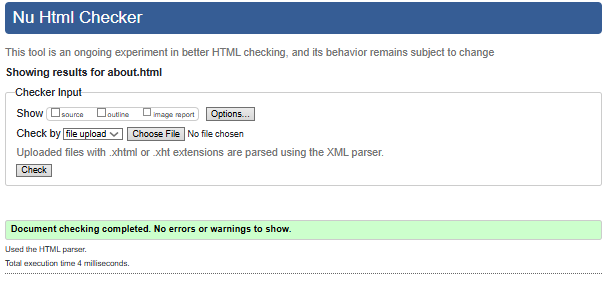 Nu Html Checker
This tool is an ongoing experiment in better HTML checking, and its behavior remains subject to change
Showing results for about.html
Checker Input
Show source outline image report Options...
Check by file upload Choose File No file chosen
Uploaded files with .xhtml or .xht extensions are parsed using the XML parser.
Check
Document checking completed. No errors or warnings to show.
Used the HTML parser.
Total execution time 4 milliseconds.